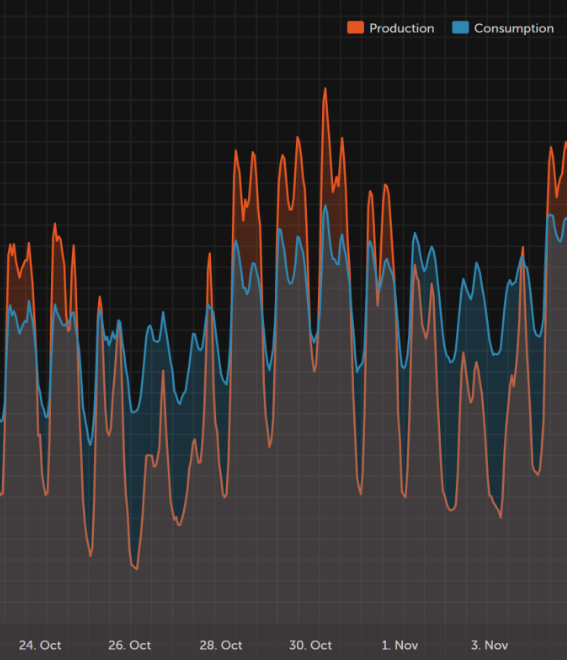 Production Consumption
24. Oct 26. Oct 28. Oct 30. Oct 1. Nov 3. Nov